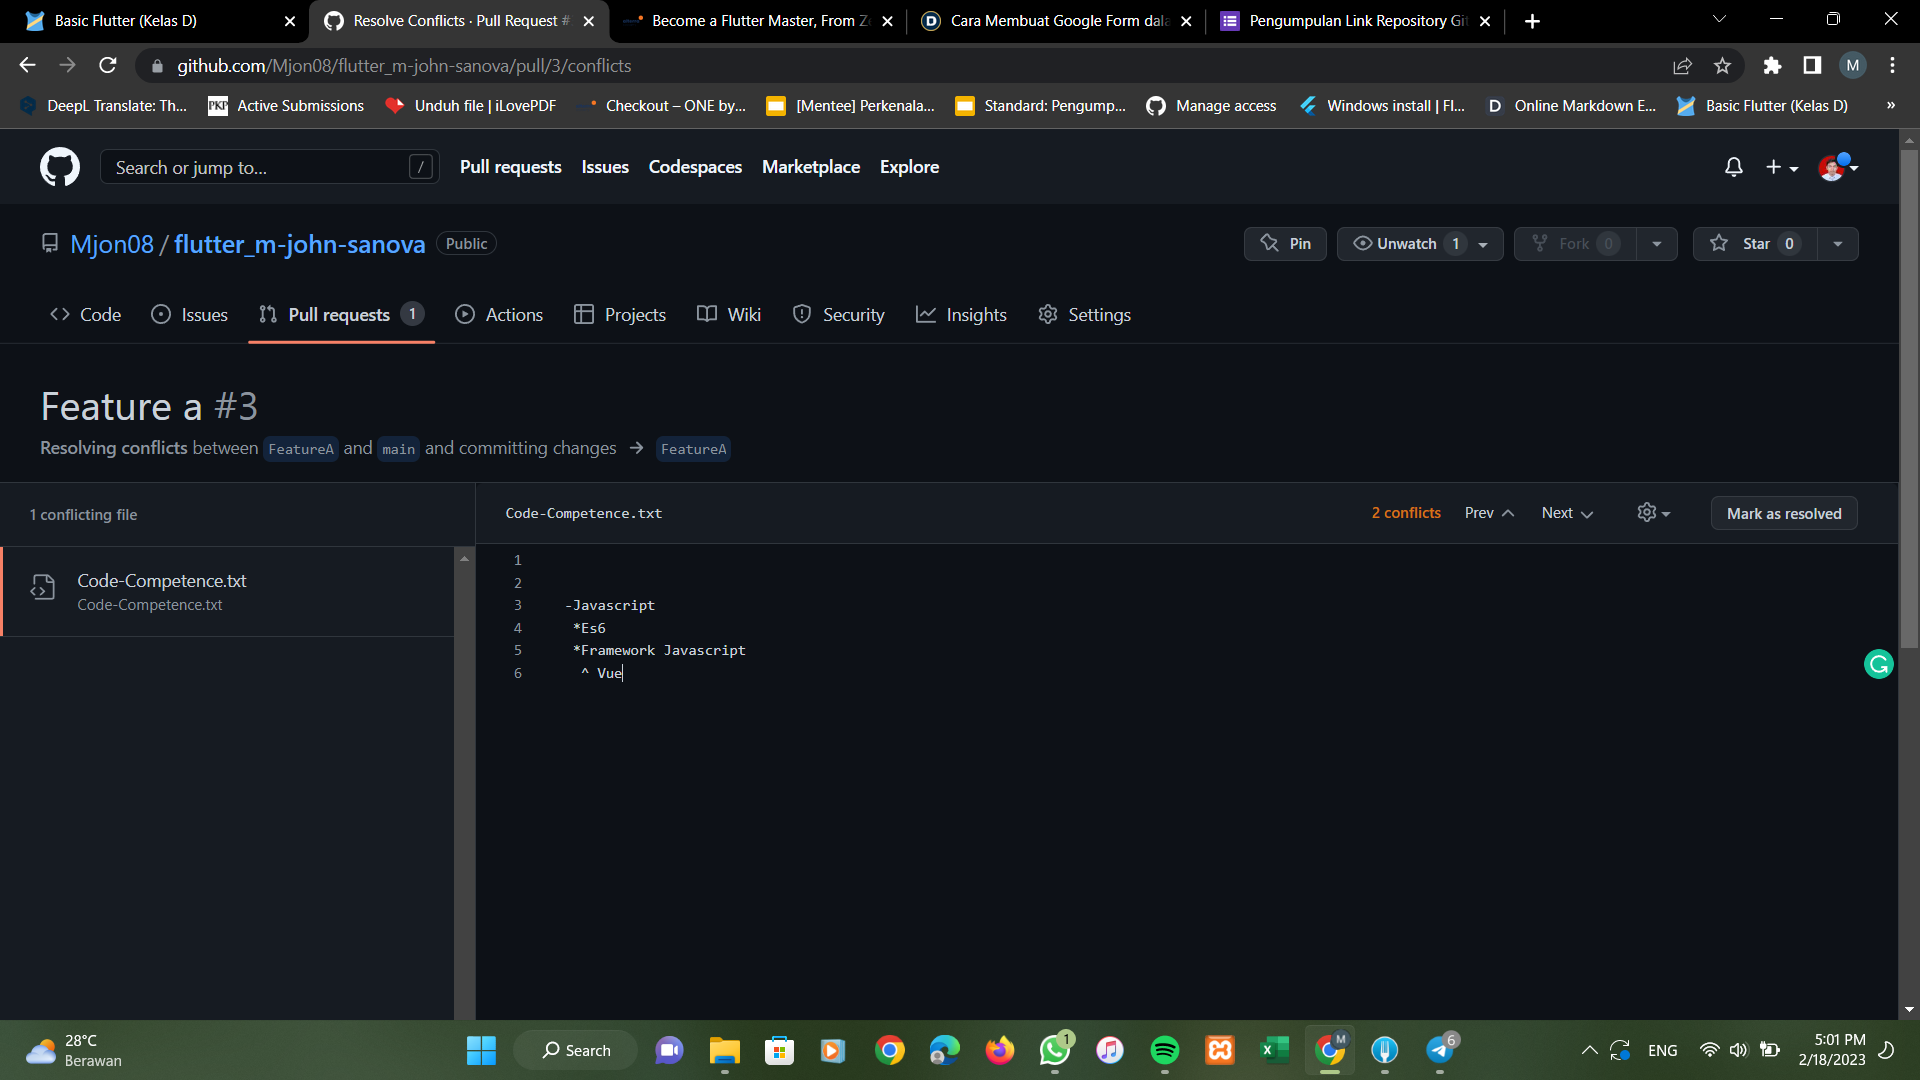 Basic Flutter (Kelas D)
Resolve Conflicts · Pull Request #
Become a Flutter Master, From Ze
Cara Membuat Google Form dala
Pengumpulan Link Repository Git
github.com/Mjon08/flutter_m-john-sanova/pull/3/conflicts
M
DeepL Translate: Th...
PKP Active Submissions
Unduh file | iLovePDF
Checkout – ONE by...
[Mentee] Perkenala...
Standard: Pengump...
Manage access
Windows install | Fl...
D Online Markdown E...
Basic Flutter (Kelas D)
»
Search or jump to... /
Pull requests Issues Codespaces Marketplace Explore
Mjon08 / flutter_m-john-sanova Public
Pin Unwatch 1 Fork 0 Star 0
Code Issues Pull requests 1 Actions Projects Wiki Security Insights Settings
Feature a #3
Resolving conflicts between FeatureA and main and committing changes → FeatureA
1 conflicting file
Code-Competence.txt
Code-Competence.txt
Code-Competence.txt 2 conflicts Prev Next Mark as resolved
1
2
3 -Javascript
4 *Es6
5 *Framework Javascript
6 ^ Vue
28°C
Berawan
Search
1
M
6
ENG
5:01 PM
2/18/2023